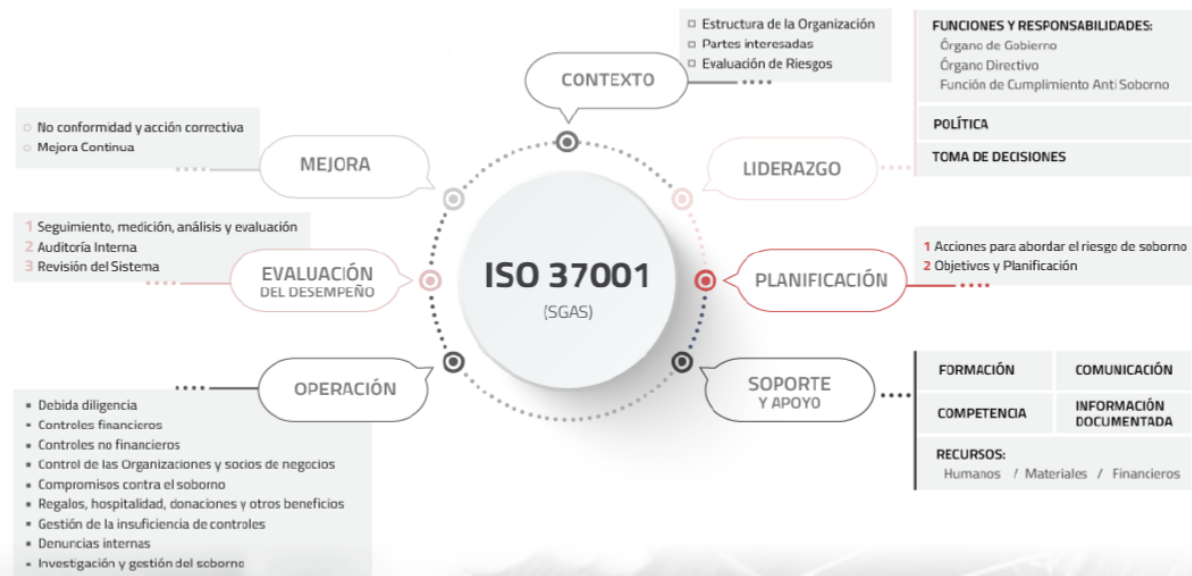 CONTEXTO
□ Estructura de la Organización
□ Partes interesadas
□ Evaluación de Riesgos
LIDERAZGO
FUNCIONES Y RESPONSABILIDADES:
Órgano de Gobierno
Órgano Directivo
Función de Cumplimiento Anti Soborno
POLÍTICA
TOMA DE DECISIONES
PLANIFICACIÓN
1 Acciones para abordar el riesgo de soborno
2 Objetivos y Planificación
SOPORTE
Y APOYO
FORMACIÓN
COMUNICACIÓN
COMPETENCIA
INFORMACIÓN
DOCUMENTADA
RECURSOS:
Humanos / Materiales / Financieros
OPERACIÓN
▪ Debida diligencia
▪ Controles financieros
▪ Controles no financieros
▪ Control de las Organizaciones y socios de negocios
▪ Compromisos contra el soborno
▪ Regalos, hospitalidad, donaciones y otros beneficios
▪ Gestión de la insuficiencia de controles
▪ Denuncias internas
▪ Investigación y gestión del soborno
EVALUACIÓN
DEL DESEMPEÑO
1 Seguimiento, medición, análisis y evaluación
2 Auditoría Interna
3 Revisión del Sistema
MEJORA
○ No conformidad y acción correctiva
○ Mejora Continua
ISO 37001
(SGAS)